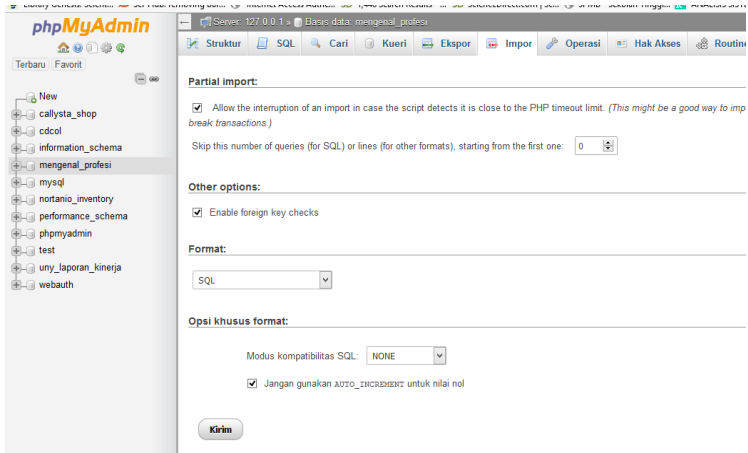 phpMyAdmin
Terbaru Favorit
New
callysta_shop
cdcol
information_schema
mengenal_profesi
mysql
nortanio_inventory
performance_schema
phpmyadmin
test
uny_laporan_kinerja
webauth
Server: 127.0.0.1 » Basis data: mengenal_profesi
Struktur SQL Cari Kueri Ekspor Impor Operasi Hak Akses Routine
Partial import:
Allow the interruption of an import in case the script detects it is close to the PHP timeout limit. (This might be a good way to imp
break transactions.)
Skip this number of queries (for SQL) or lines (for other formats), starting from the first one: 0
Other options:
Enable foreign key checks
Format:
SQL
Opsi khusus format:
Modus kompatibilitas SQL: NONE
Jangan gunakan AUTO_INCREMENT untuk nilai nol
Kirim